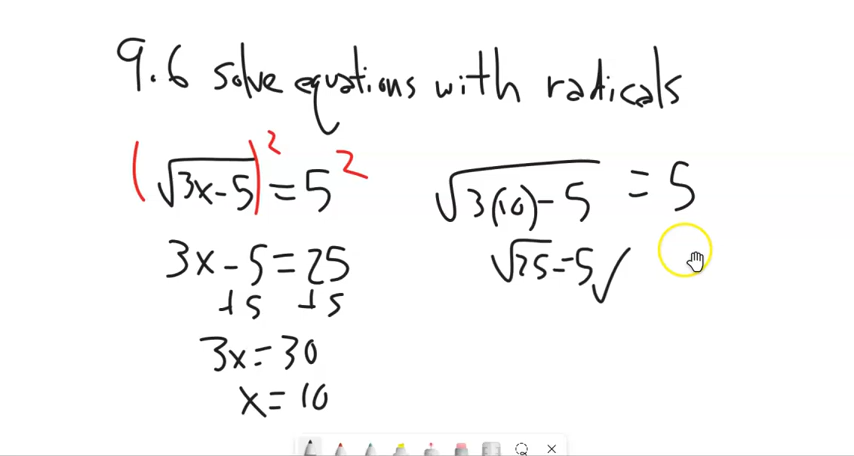 9.6 solve equations with radicals
(√3x-5)² = 5²
3x - 5 = 25
+5 +5
3x = 30
x = 10
√3(10) - 5 = 5
√25 = 5 ✓